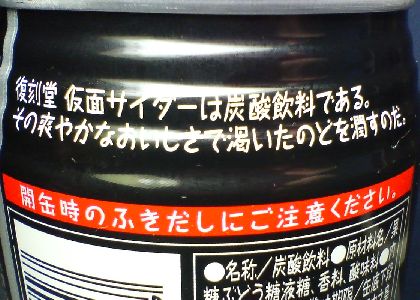 復刻堂 仮面サイダーは炭酸飲料である。
その爽やかなおいしさで渇いたのどを潤すのだ。
開缶時のふきだしにご注意ください。
●名称/炭酸飲料●原材料名/果
糖ぶどう糖液糖、香料、酸味料